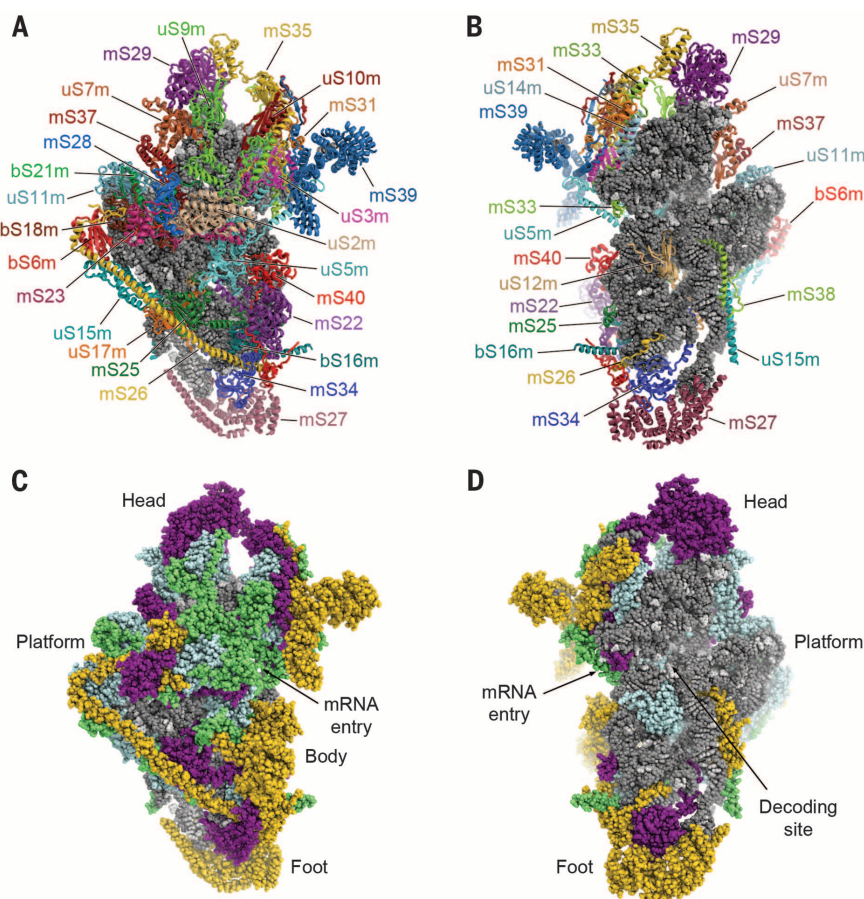 A
uS9m
mS35
mS29
uS10m
uS7m
mS31
mS37
mS28
bS21m
uS11m
mS39
bS18m
uS3m
bS6m
uS2m
mS23
uS5m
mS40
uS15m
mS22
uS17m
mS25
bS16m
mS26
mS34
mS27
B
mS35
mS33
mS29
mS31
uS14m
uS7m
mS39
mS37
uS11m
bS6m
mS33
uS5m
mS40
uS12m
mS22
mS38
mS25
bS16m
uS15m
mS26
mS34
mS27
C
Head
Platform
mRNA
entry
Body
Foot
D
Head
Platform
mRNA
entry
Decoding
site
Foot